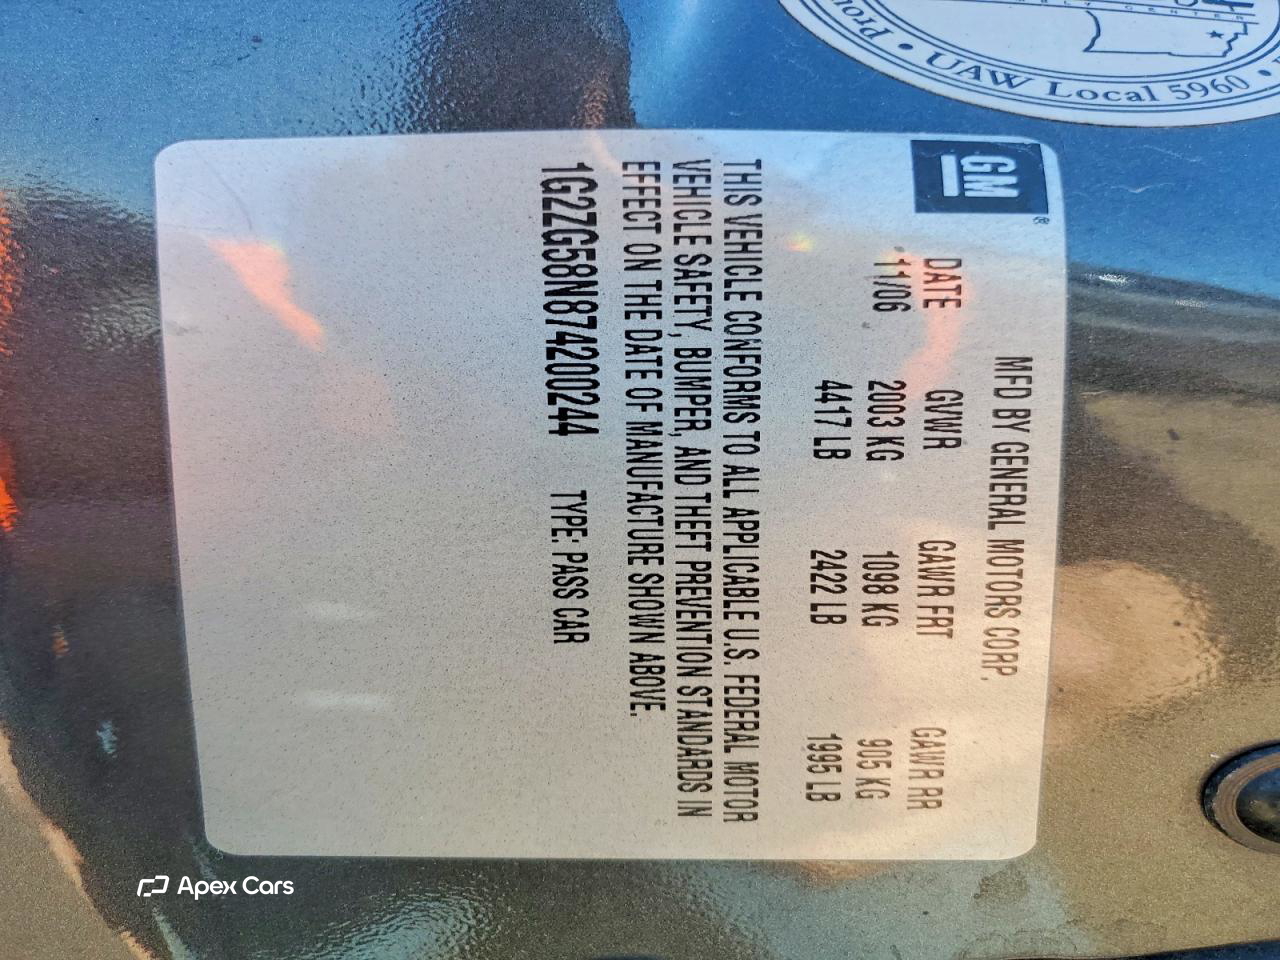 GM
®
MFD BY GENERAL MOTORS CORP.
DATE GVWR GAWR FRT GAWR RR
11/06 2003 KG 1098 KG 905 KG
4417 LB 2422 LB 1995 LB
THIS VEHICLE CONFORMS TO ALL APPLICABLE U.S. FEDERAL MOTOR
VEHICLE SAFETY, BUMPER, AND THEFT PREVENTION STANDARDS IN
EFFECT ON THE DATE OF MANUFACTURE SHOWN ABOVE.
1G2ZG58N874200244 TYPE: PASS CAR
• UAW Local 5960 •
Apex Cars